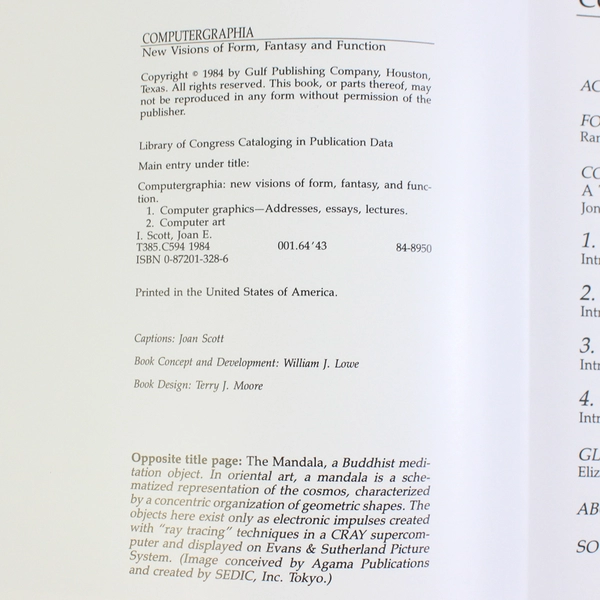 COMPUTERGRAPHIA
New Visions of Form, Fantasy and Function
Copyright © 1984 by Gulf Publishing Company, Houston,
Texas. All rights reserved. This book, or parts thereof, may
not be reproduced in any form without permission of the
publisher.
Library of Congress Cataloging in Publication Data
Main entry under title:
Computergraphia: new visions of form, fantasy, and func-
tion.
1. Computer graphics—Addresses, essays, lectures.
2. Computer art
I. Scott, Joan E.
T385.C594 1984 001.64'43 84-8950
ISBN 0-87201-328-6
Printed in the United States of America.
Captions: Joan Scott
Book Concept and Development: William J. Lowe
Book Design: Terry J. Moore
Opposite title page: The Mandala, a Buddhist medi-
tation object. In oriental art, a mandala is a sche-
matized representation of the cosmos, characterized
by a concentric organization of geometric shapes. The
objects here exist only as electronic impulses created
with "ray tracing" techniques in a CRAY supercom-
puter and displayed on Evans & Sutherland Picture
System. (Image conceived by Agama Publications
and created by SEDIC, Inc. Tokyo.)
AC
FO
Ran
CO
A
Jon
1.
Intr
2.
Intr
3.
Intr
4.
Intr
GL
Eliz
AB
SO